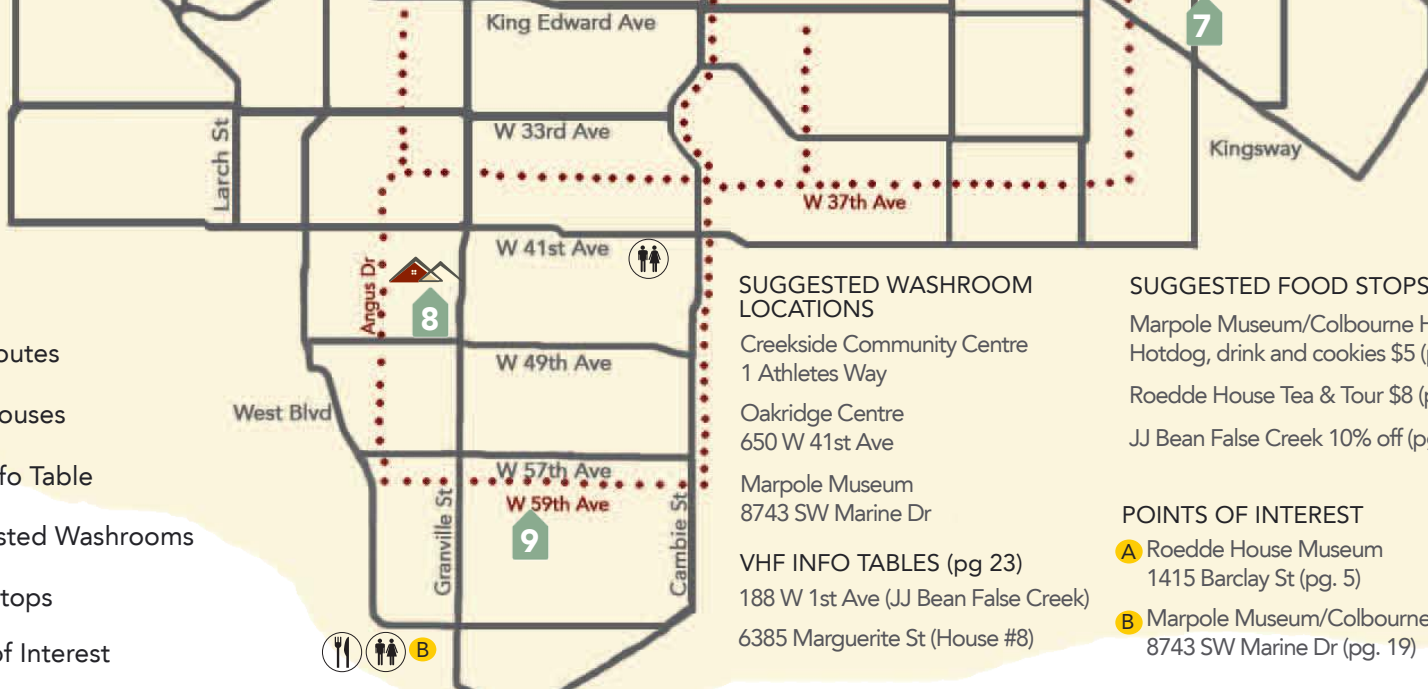 King Edward Ave
7
W 33rd Ave
Larch St
Kingsway
W 37th Ave
W 41st Ave
Angus Dr
8
W 49th Ave
West Blvd
W 57th Ave
W 59th Ave
9
Granville St
Cambie St
B
outes
ouses
fo Table
sted Washrooms
tops
of Interest
SUGGESTED WASHROOM
LOCATIONS
Creekside Community Centre
1 Athletes Way
Oakridge Centre
650 W 41st Ave
Marpole Museum
8743 SW Marine Dr
VHF INFO TABLES (pg 23)
188 W 1st Ave (JJ Bean False Creek)
6385 Marguerite St (House #8)
SUGGESTED FOOD STOPS
Marpole Museum/Colbourne H
Hotdog, drink and cookies $5 (
Roedde House Tea & Tour $8 (
JJ Bean False Creek 10% off (p
POINTS OF INTEREST
A Roedde House Museum
1415 Barclay St (pg. 5)
B Marpole Museum/Colbourne
8743 SW Marine Dr (pg. 19)